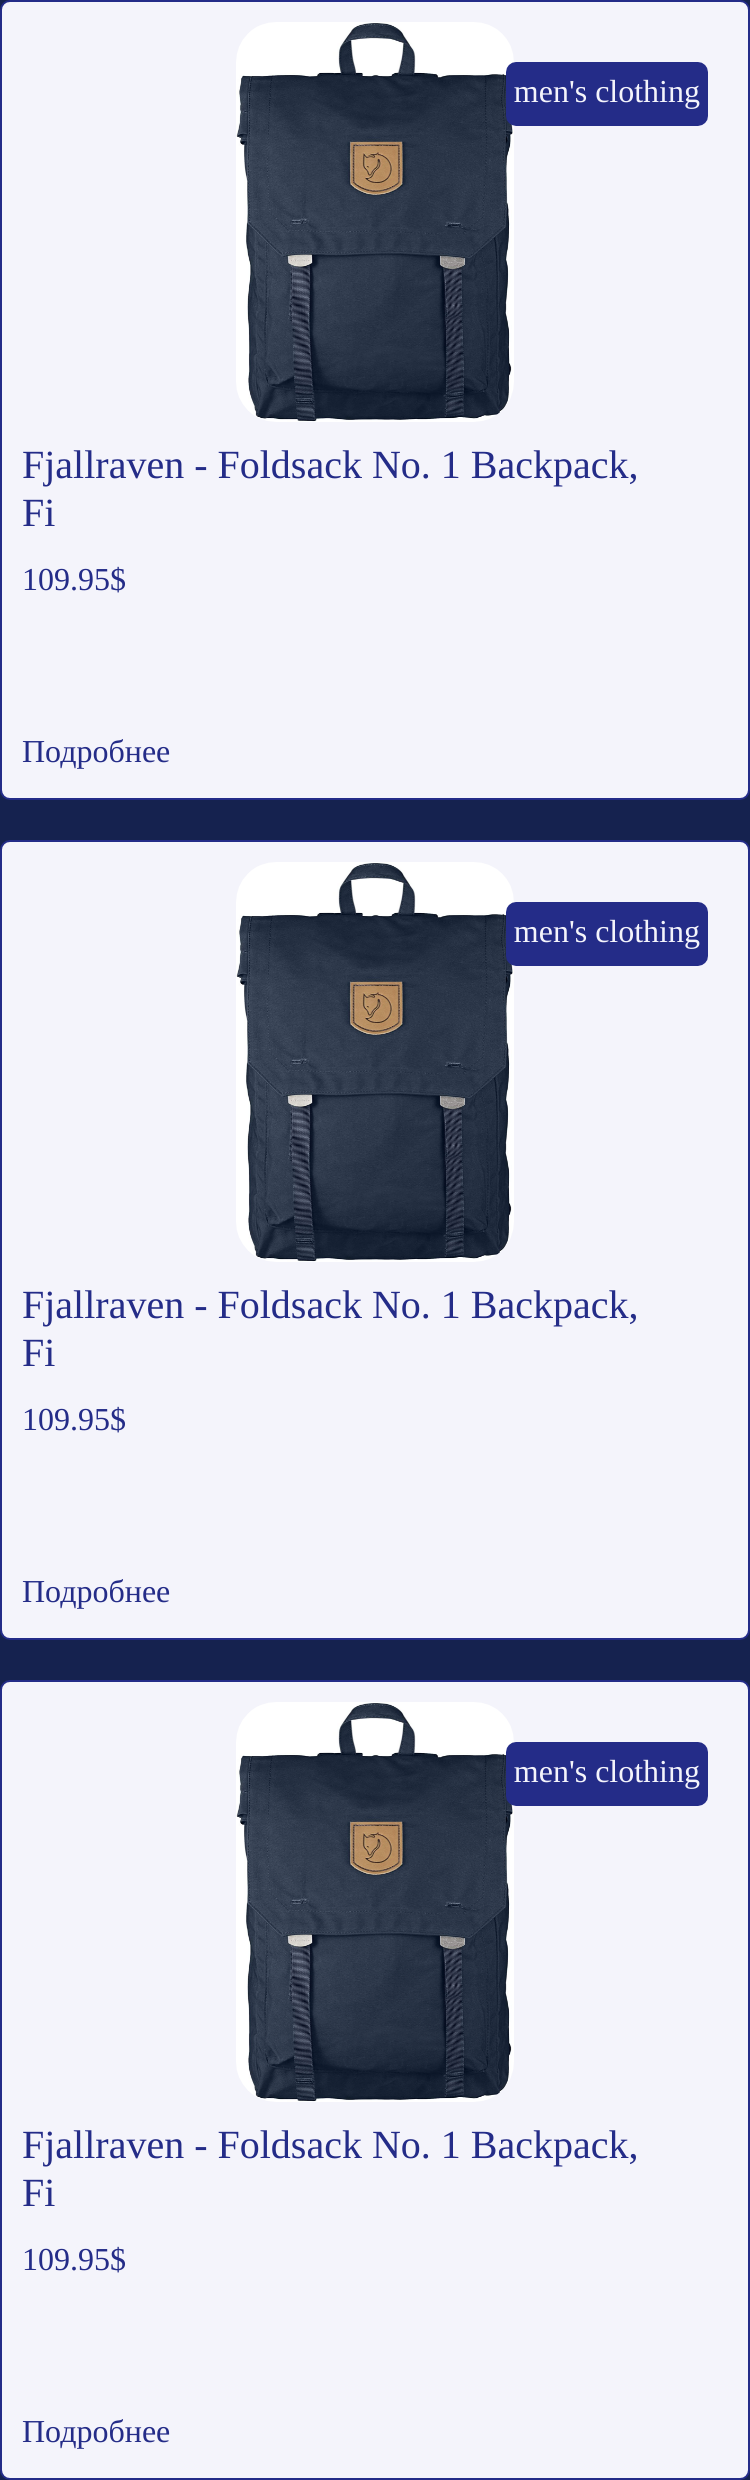 men's clothing
Fjallraven - Foldsack No. 1 Backpack,
Fi
109.95$
Подробнее
men's clothing
Fjallraven - Foldsack No. 1 Backpack,
Fi
109.95$
Подробнее
men's clothing
Fjallraven - Foldsack No. 1 Backpack,
Fi
109.95$
Подробнее